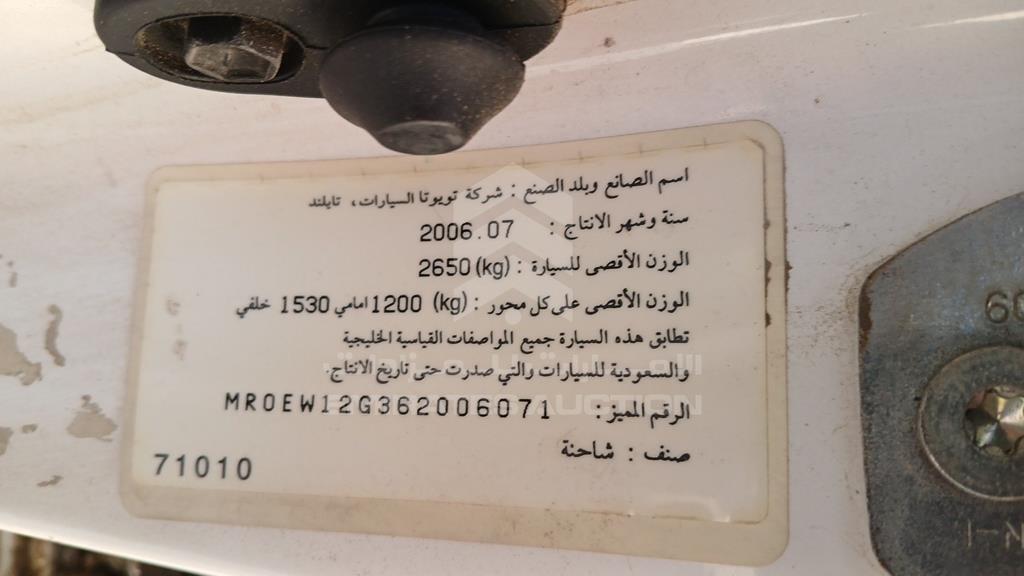 اسم الصانع وبلد الصنع : شركة تويوتا السيارات، تايلند
سنة وشهر الانتاج : 2006.07
الوزن الأقصى للسيارة : (kg) 2650
الوزن الأقصى على كل محور : (kg) 1200 امامي 1530 خلفي
تطابق هذه السيارة جميع المواصفات القياسية الخليجية
والسعودية للسيارات والتي صدرت حتى تاريخ الانتاج.
الرقم المميز : MR0EW12G362006071
صنف : شاحنة
71010
60